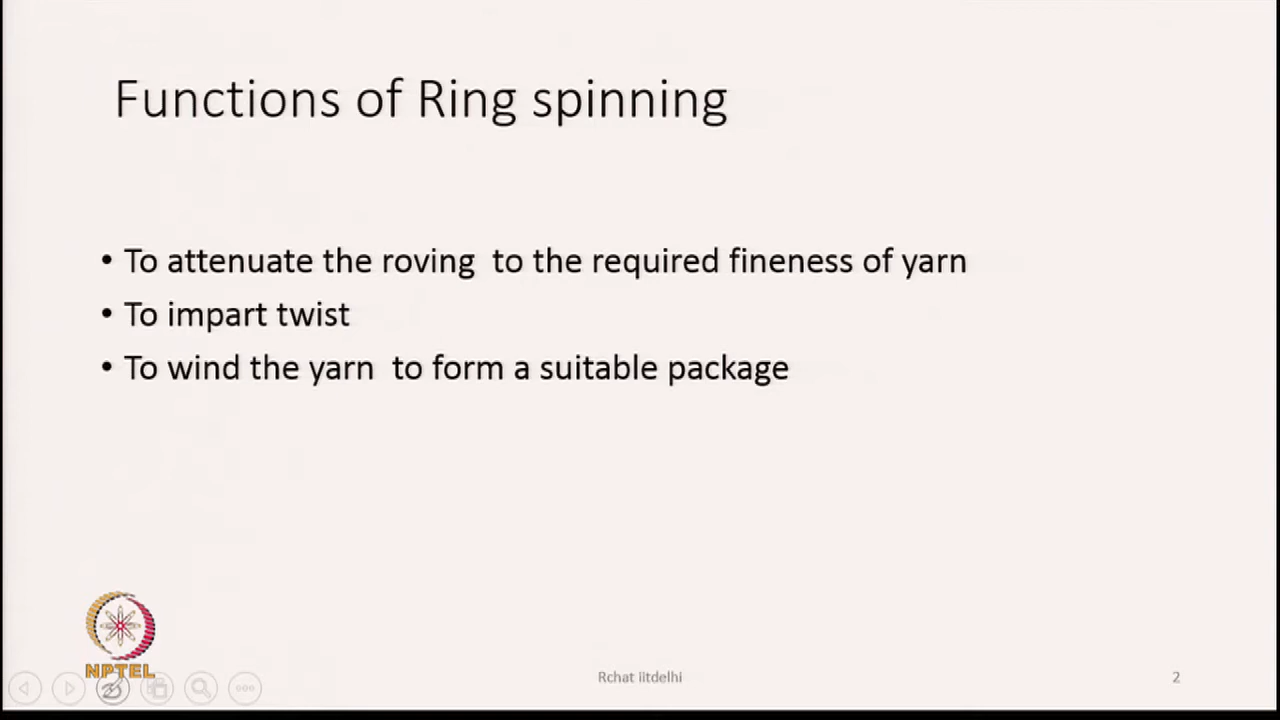 Functions of Ring spinning
• To attenuate the roving to the required fineness of yarn
• To impart twist
• To wind the yarn to form a suitable package
NPTEL
Rchat iitdelhi
2